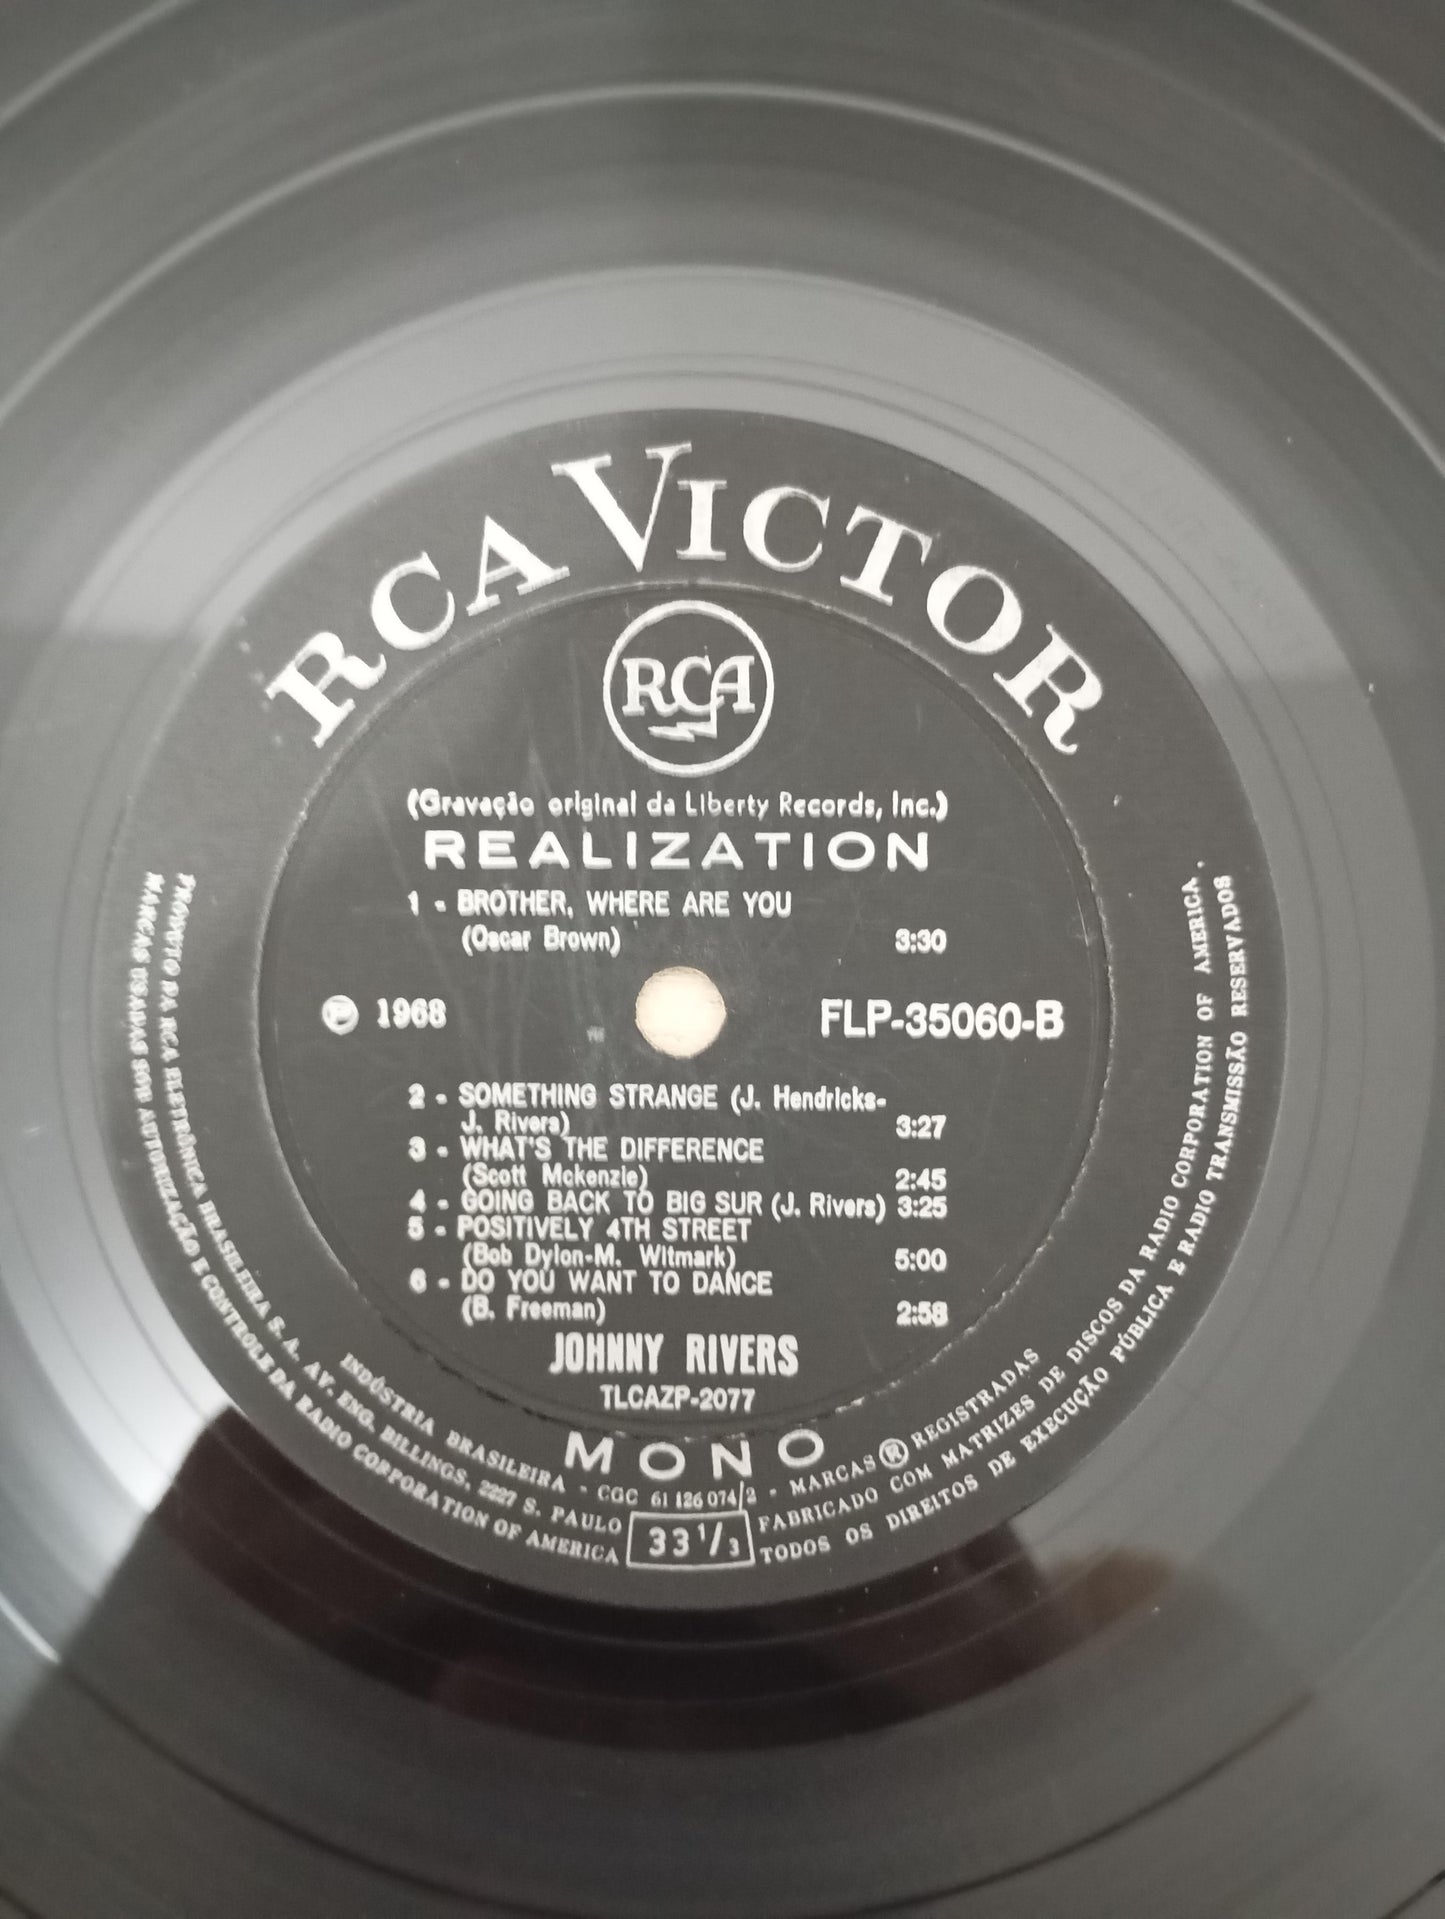 RCA VICTOR
RCA
(Gravação original da Liberty Records, Inc.)
REALIZATION
1 - BROTHER, WHERE ARE YOU
(Oscar Brown) 3:30
℗ 1968 FLP-35060-B
2 - SOMETHING STRANGE (J. Hendricks-
J. Rivers) 3:27
3 - WHAT'S THE DIFFERENCE
(Scott Mckenzie) 2:45
4 - GOING BACK TO BIG SUR (J. Rivers) 3:25
5 - POSITIVELY 4TH STREET
(Bob Dylon-M. Witmark) 5:00
6 - DO YOU WANT TO DANCE
(B. Freeman) 2:58
JOHNNY RIVERS
TLCAZP-2077
MONO
INDÚSTRIA BRASILEIRA - CGC 61 126 074/2 - MARCAS ® REGISTRADAS
PRODUTO DA RCA ELETRÔNICA BRASILEIRA S. A. AV. ENG. BILLINGS, 2227 S. PAULO
MARCAS USADAS SOB AUTORIZAÇÃO E CONTROLE DA RADIO CORPORATION OF AMERICA
33 1/3
FABRICADO COM MATRIZES DE DISCOS DA RADIO CORPORATION OF AMERICA.
TODOS OS DIREITOS DE EXECUÇÃO PÚBLICA E RADIO TRANSMISSÃO RESERVADOS